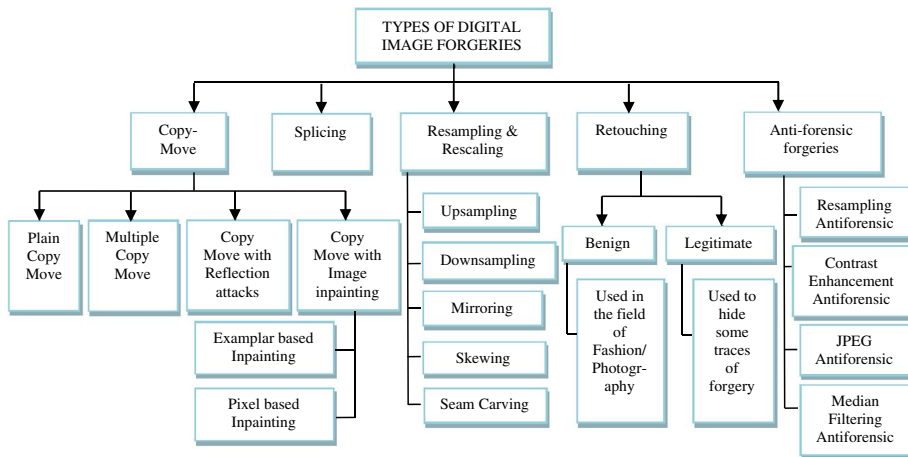 TYPES OF DIGITAL
IMAGE FORGERIES
Copy-
Move
Splicing
Resampling &
Rescaling
Retouching
Anti-forensic
forgeries
Plain
Copy
Move
Multiple
Copy
Move
Copy
Move with
Reflection
attacks
Copy
Move with
Image
inpainting
Examplar based
Inpainting
Pixel based
Inpainting
Upsampling
Downsampling
Mirroring
Skewing
Seam Carving
Benign
Used in
the field
of
Fashion/
Photogr-
aphy
Legitimate
Used to
hide
some
traces
of
forgery
Resampling
Antiforensic
Contrast
Enhancement
Antiforensic
JPEG
Antiforensic
Median
Filtering
Antiforensic